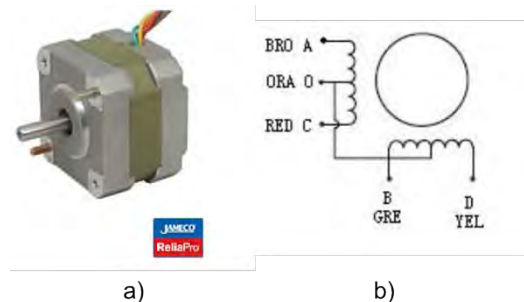 JAMECO
ReliaPro
BRO A
ORA O
RED C
B
GRE
D
YEL
a)
b)